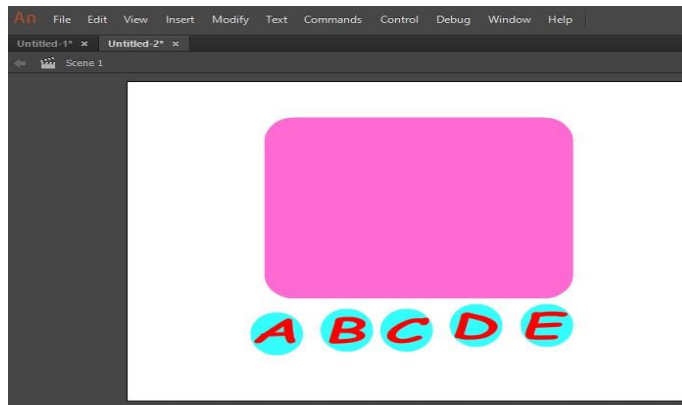 An File Edit View Insert Modify Text Commands Control Debug Window Help
Untitled-1* × Untitled-2* ×
Scene 1
A B C D E